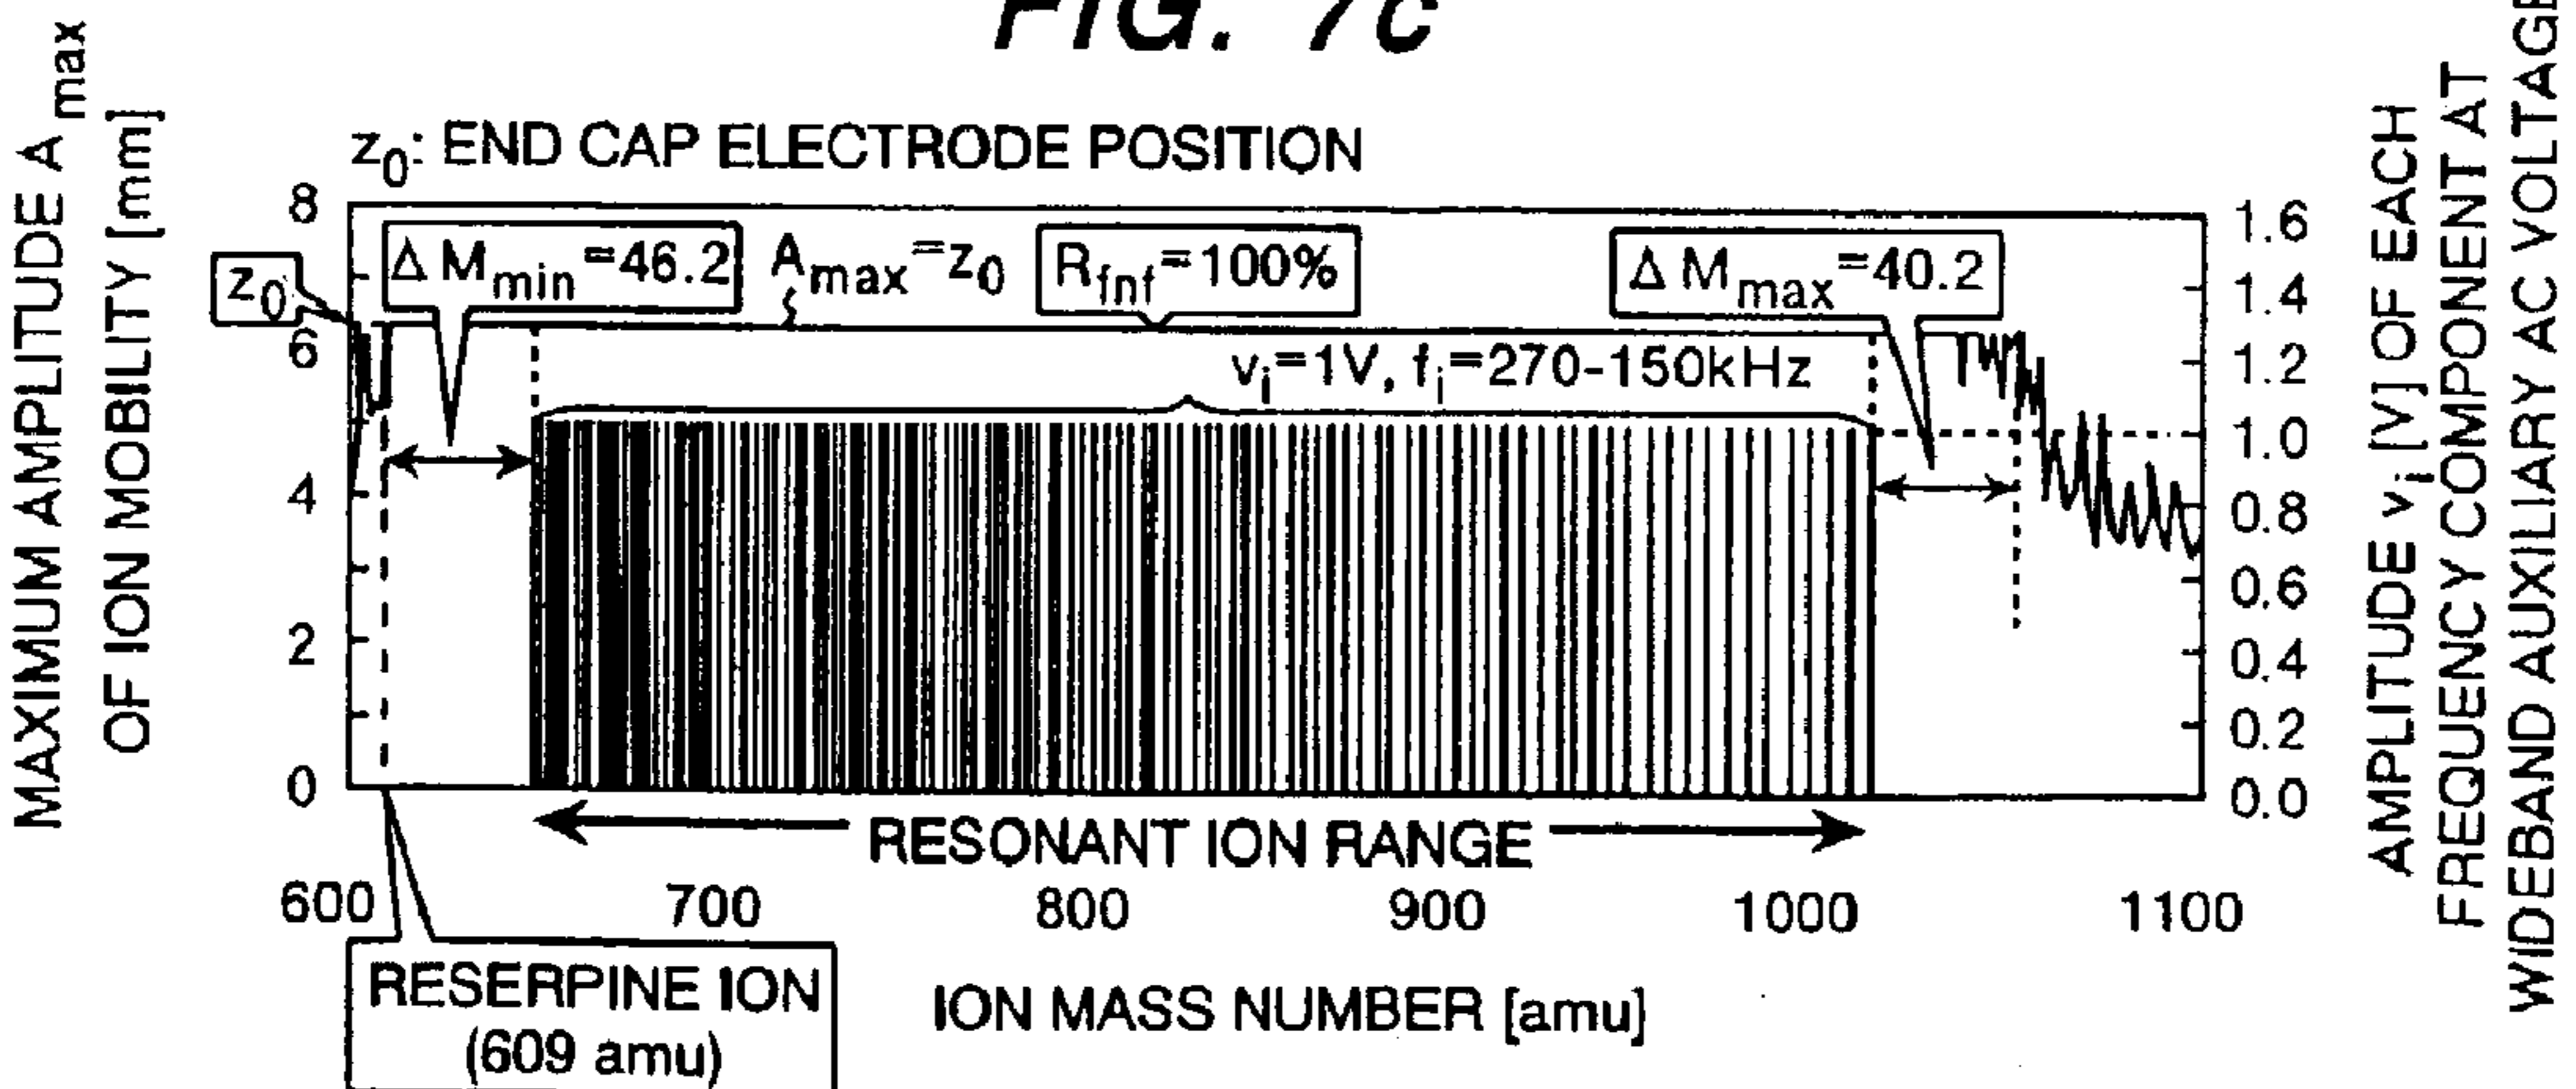 FIG. 7c
MAXIMUM AMPLITUDE A max
OF ION MOBILITY [mm]
z0: END CAP ELECTRODE POSITION
z0
Δ Mmin=46.2
Amax=z0
Rfnf=100%
Δ Mmax=40.2
vi=1V, fi=270-150kHz
8
6
4
2
0
1.6
1.4
1.2
1.0
0.8
0.6
0.4
0.2
0.0
AMPLITUDE vi [V] OF EACH
FREQUENCY COMPONENT AT
WIDEBAND AUXILIARY AC VOLTAGE
RESONANT ION RANGE
600 700 800 900 1000 1100
RESERPINE ION
(609 amu)
ION MASS NUMBER [amu]